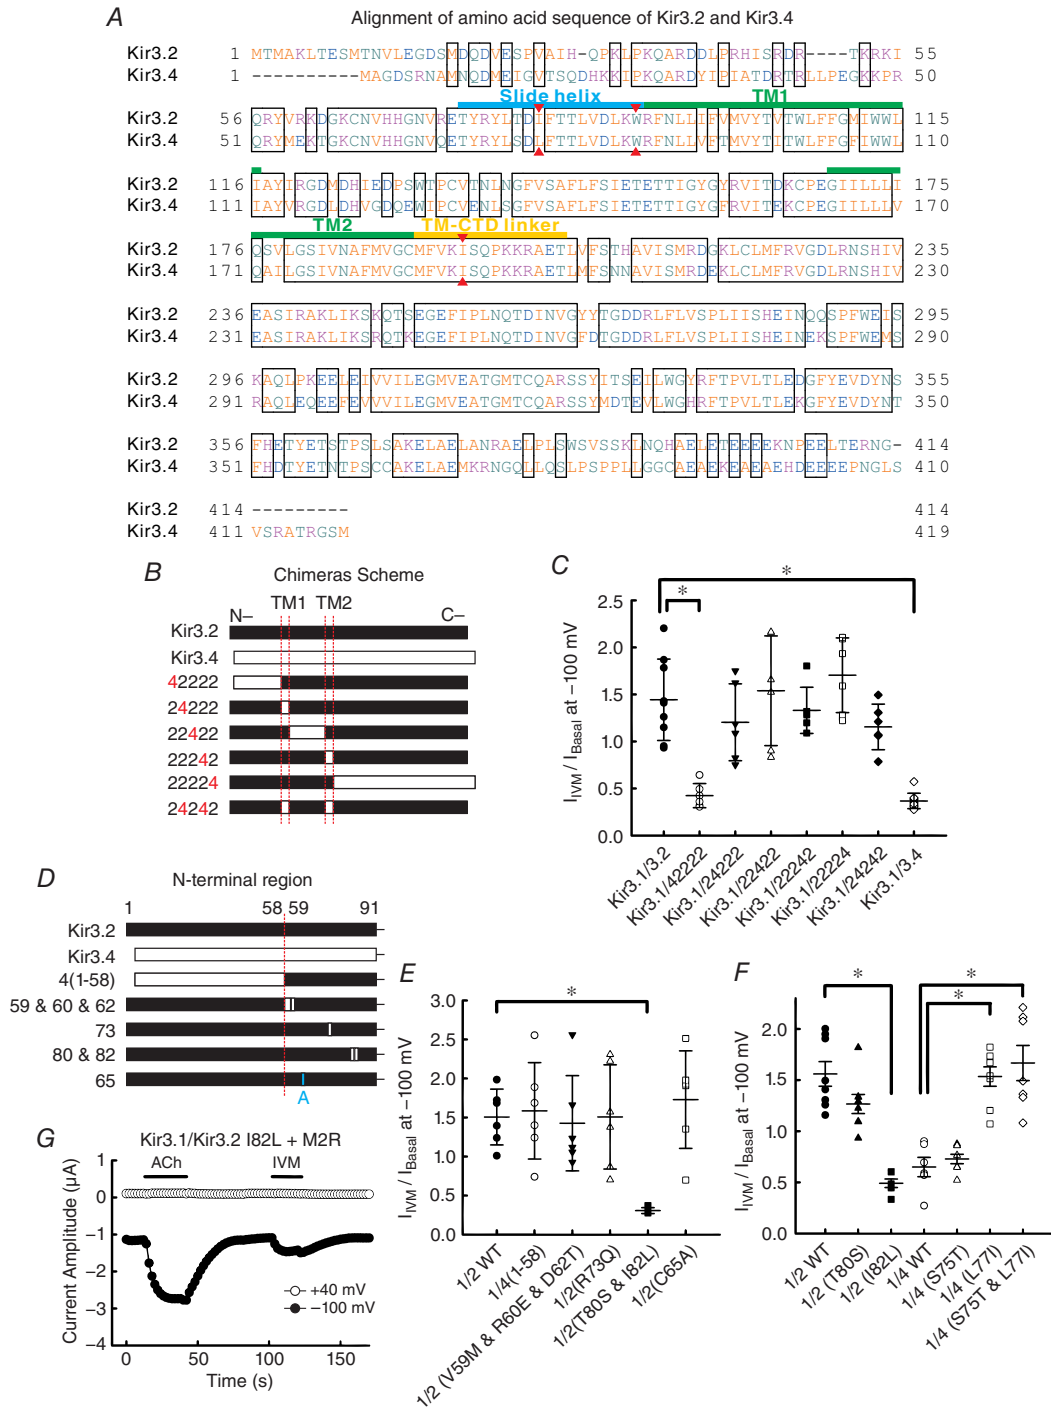 A Alignment of amino acid sequence of Kir3.2 and Kir3.4
Kir3.2 1 MTMAKLTESMTNVLEGDSMDQDVESPVAIH-QPKLPKQARDDLPRHISRDR----TKRKI 55
Kir3.4 1 ------------MAGDSRNAMNQDMEIGVTSQDHKKIPKQARDYIPIATDRTRLLPEGKKPR 50
Slide helix TM1
Kir3.2 56 QRYVRKDGKCNVHHGNVRETYRYLTDIFTTLVDLKWRFNLLIFVMVYTVTWLFFGMIWWL 115
Kir3.4 51 QRYMEKTGKCNVHHGNVQETYRYLSDLFTTLVDLKWRFNLLVFTMVYTITWLFFGFIWWL 110
Kir3.2 116 IAYIRGDMDHIEDPSWTPCVTNLNGFVSAFLFSIETETTIGYGYRVITDKCPEGIILLLI 175
Kir3.4 111 IAYVRGDLDHVGDQEWIPCVENLSGFVSAFLFSIETETTIGYGFRVITEKCPEGIILLLV 170
TM2 TM-CTD linker
Kir3.2 176 QSVLGSIVNAFMVGCMFVKISQPKKRAETLVFSTHAVISMRDGKLCLMFRVGDLRNSHIV 235
Kir3.4 171 QAILGSIVNAFMVGCMFVKISQPKKRAETLMFSNNAVISMRDEKLCLMFRVGDLRNSHIV 230
Kir3.2 236 EASIRAKLIKSKQTSEGEFIPLNQTDINVGYYTGDDRLFLVSPLIISHEINQQSPFWEIS 295
Kir3.4 231 EASIRAKLIKSRQTKEGEFIPLNQTDINVGFDTGDDRLFLVSPLIISHEINEKSPFWEMS 290
Kir3.2 296 KAQLPKEELEIVVILEGMVEATGMTCQARSSYITSEILWGYRFTPVLTLEDGFYEVDYNS 355
Kir3.4 291 RAQLEQEEFEVVVILEGMVEATGMTCQARSSYMDTEVLWGHRFTPVLTLEKGFYEVDYNT 350
Kir3.2 356 FHETYETSTPSLSAKELAELANRAELPLSWSVSSKLNQHAELETEEEEKNPEELTERNG- 414
Kir3.4 351 FHDTYETNTPSCCAKELAEMKRNGQLLQSLPSPPLLGGCAEAEKEAEAEHDEEEEPNGLS 410
Kir3.2 414 --------- 414
Kir3.4 411 VSRATRGSM 419
B Chimeras Scheme
TM1 TM2
N– C–
Kir3.2
Kir3.4
42222
24222
22422
22242
22224
24242
C
* *
I_IVM / I_Basal at –100 mV
2.5
2.0
1.5
1.0
0.5
0.0
Kir3.1/3.2
Kir3.1/42222
Kir3.1/24222
Kir3.1/22422
Kir3.1/22242
Kir3.1/22224
Kir3.1/24242
Kir3.1/3.4
D N-terminal region
1 58 59 91
Kir3.2
Kir3.4
4(1-58)
59 & 60 & 62
73
80 & 82
65
A
E
*
I_IVM / I_Basal at –100 mV
3.0
2.5
2.0
1.5
1.0
0.5
0.0
1/2 WT
1/4(1-58)
1/2 (V59M & R60E & D62T)
1/2(R73Q)
1/2(T80S & I82L)
1/2(C65A)
F
* * *
I_IVM / I_Basal at –100 mV
2.0
1.5
1.0
0.5
0.0
1/2 WT
1/2 (T80S)
1/2 (I82L)
1/4 WT
1/4 (S75T)
1/4 (L77I)
1/4 (S75T & L77I)
G Kir3.1/Kir3.2 I82L + M2R
ACh IVM
Current Amplitude (µA)
1
0
–1
–2
–3
–4
+40 mV
–100 mV
0 50 100 150
Time (s)